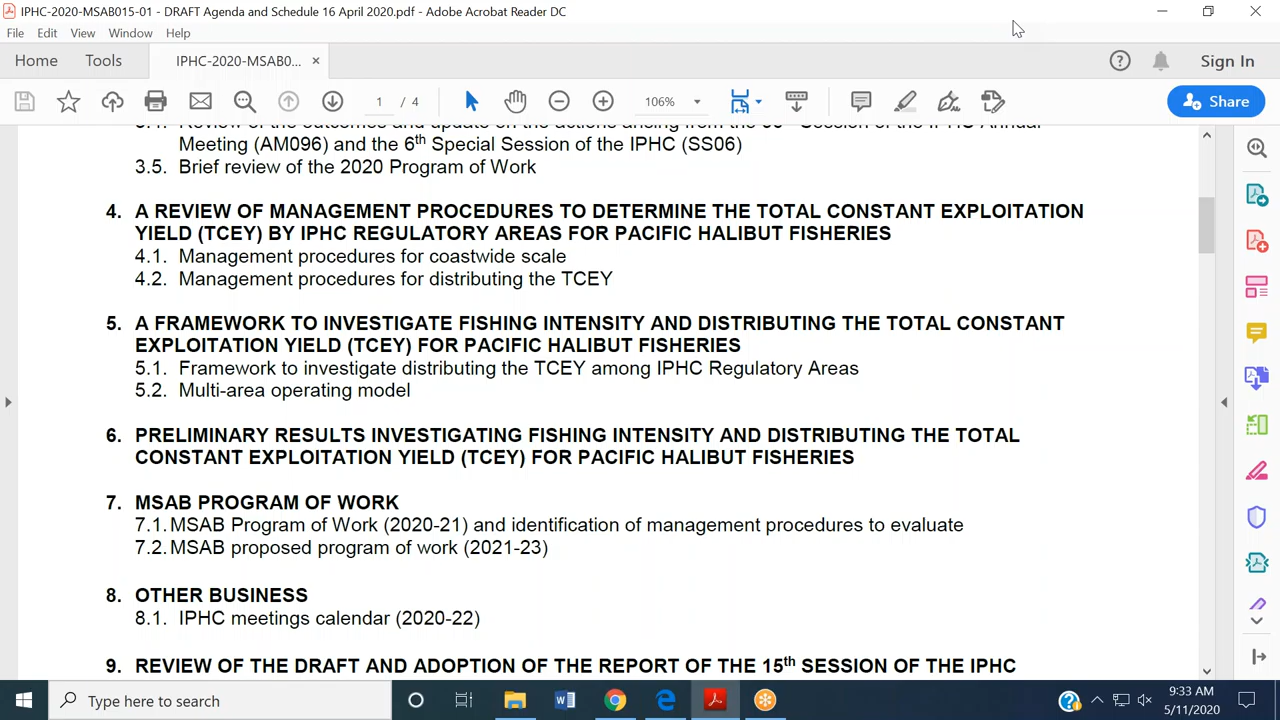 IPHC-2020-MSAB015-01 - DRAFT Agenda and Schedule 16 April 2020.pdf - Adobe Acrobat Reader DC
File Edit View Window Help
Home Tools IPHC-2020-MSAB0... × Sign In
1 / 4 106% Share
Meeting (AM096) and the 6th Special Session of the IPHC (SS06)
3.5. Brief review of the 2020 Program of Work
4. A REVIEW OF MANAGEMENT PROCEDURES TO DETERMINE THE TOTAL CONSTANT EXPLOITATION
YIELD (TCEY) BY IPHC REGULATORY AREAS FOR PACIFIC HALIBUT FISHERIES
4.1. Management procedures for coastwide scale
4.2. Management procedures for distributing the TCEY
5. A FRAMEWORK TO INVESTIGATE FISHING INTENSITY AND DISTRIBUTING THE TOTAL CONSTANT
EXPLOITATION YIELD (TCEY) FOR PACIFIC HALIBUT FISHERIES
5.1. Framework to investigate distributing the TCEY among IPHC Regulatory Areas
5.2. Multi-area operating model
6. PRELIMINARY RESULTS INVESTIGATING FISHING INTENSITY AND DISTRIBUTING THE TOTAL
CONSTANT EXPLOITATION YIELD (TCEY) FOR PACIFIC HALIBUT FISHERIES
7. MSAB PROGRAM OF WORK
7.1. MSAB Program of Work (2020-21) and identification of management procedures to evaluate
7.2. MSAB proposed program of work (2021-23)
8. OTHER BUSINESS
8.1. IPHC meetings calendar (2020-22)
9. REVIEW OF THE DRAFT AND ADOPTION OF THE REPORT OF THE 15th SESSION OF THE IPHC
Type here to search
9:33 AM
5/11/2020